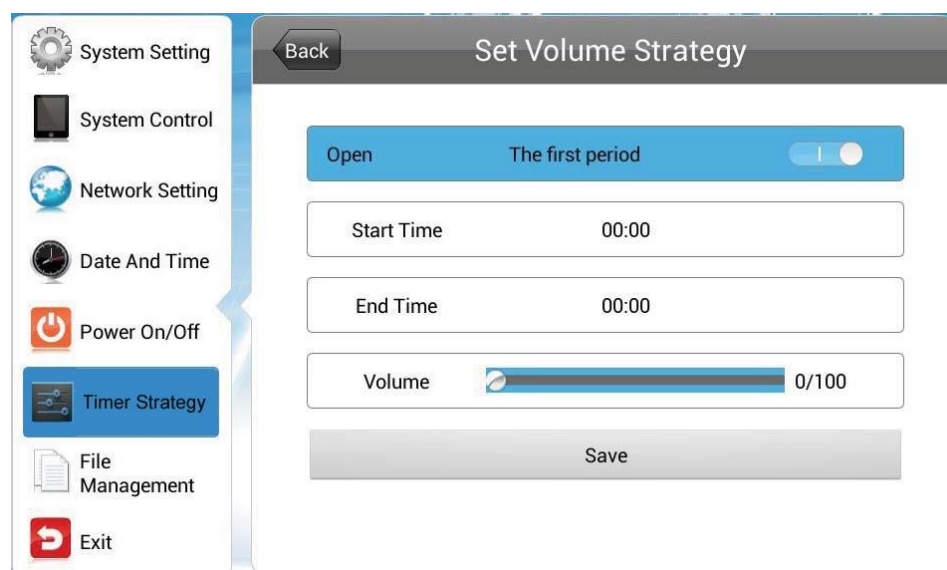 System Setting
System Control
Network Setting
Date And Time
Power On/Off
Timer Strategy
File
Management
Exit
Back
Set Volume Strategy
Open The first period
Start Time 00:00
End Time 00:00
Volume 0/100
Save